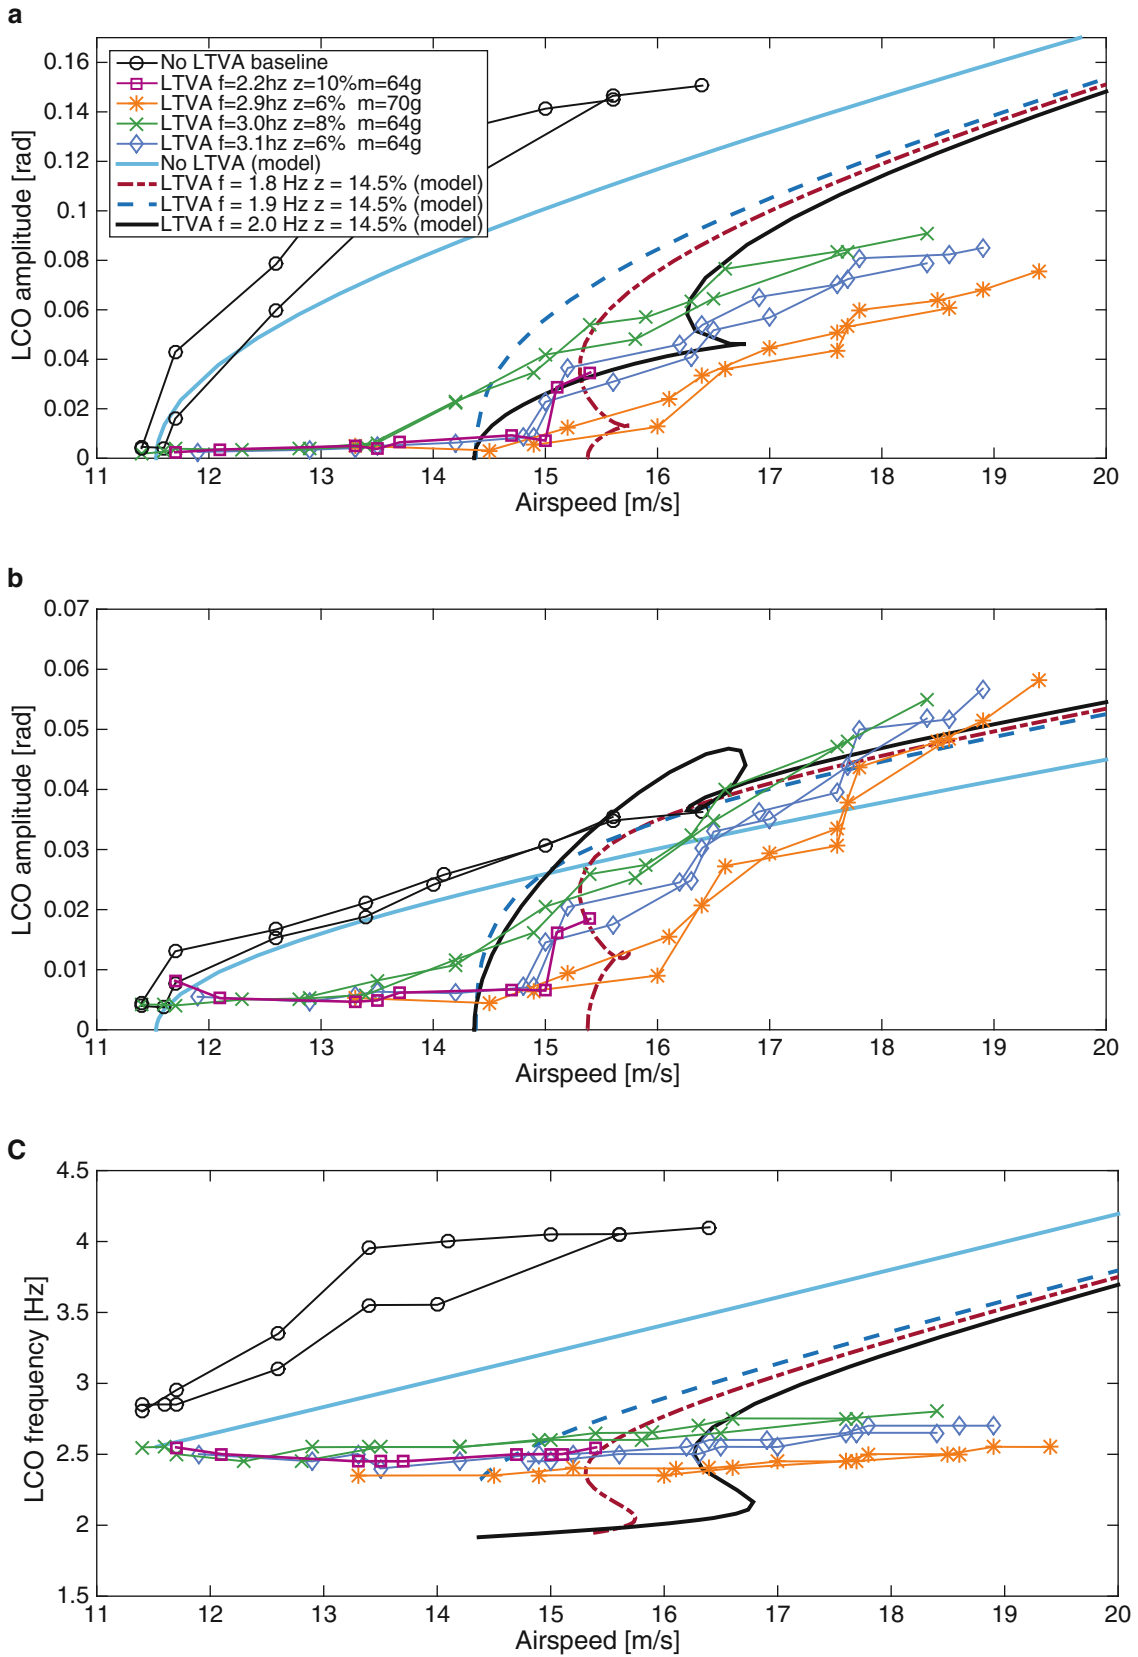 a
0.16
0.14
0.12
0.1
0.08
0.06
0.04
0.02
0
LCO amplitude [rad]
No LTVA baseline
LTVA f=2.2hz z=10%m=64g
LTVA f=2.9hz z=6% m=70g
LTVA f=3.0hz z=8% m=64g
LTVA f=3.1hz z=6% m=64g
No LTVA (model)
LTVA f = 1.8 Hz z = 14.5% (model)
LTVA f = 1.9 Hz z = 14.5% (model)
LTVA f = 2.0 Hz z = 14.5% (model)
11 12 13 14 15 16 17 18 19 20
Airspeed [m/s]
b
0.07
0.06
0.05
0.04
0.03
0.02
0.01
0
LCO amplitude [rad]
11 12 13 14 15 16 17 18 19 20
Airspeed [m/s]
C
4.5
4
3.5
3
2.5
2
1.5
LCO frequency [Hz]
11 12 13 14 15 16 17 18 19 20
Airspeed [m/s]